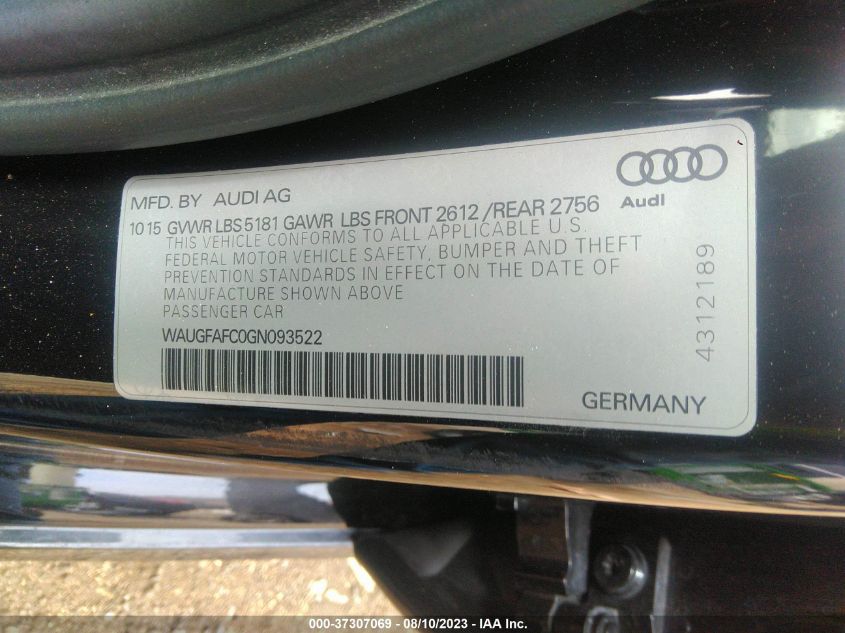 MFD. BY AUDI AG
Audi
10 15 GVWR LBS 5181 GAWR LBS FRONT 2612 /REAR 2756
THIS VEHICLE CONFORMS TO ALL APPLICABLE U.S.
FEDERAL MOTOR VEHICLE SAFETY, BUMPER AND THEFT
PREVENTION STANDARDS IN EFFECT ON THE DATE OF
MANUFACTURE SHOWN ABOVE
PASSENGER CAR
WAUGFAFC0GN093522
4312189
GERMANY
000-37307069 - 08/10/2023 - IAA Inc.